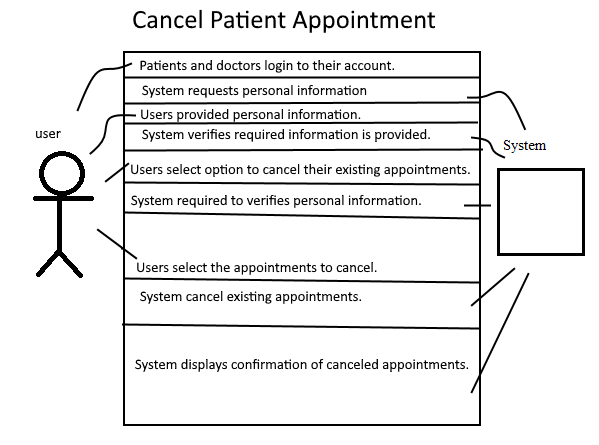 Cancel Patient Appointment
Patients and doctors login to their account.
System requests personal information
Users provided personal information.
user
System verifies required information is provided.
System
Users select option to cancel their existing appointments.
System required to verifies personal information.
Users select the appointments to cancel.
System cancel existing appointments.
System displays confirmation of canceled appointments.